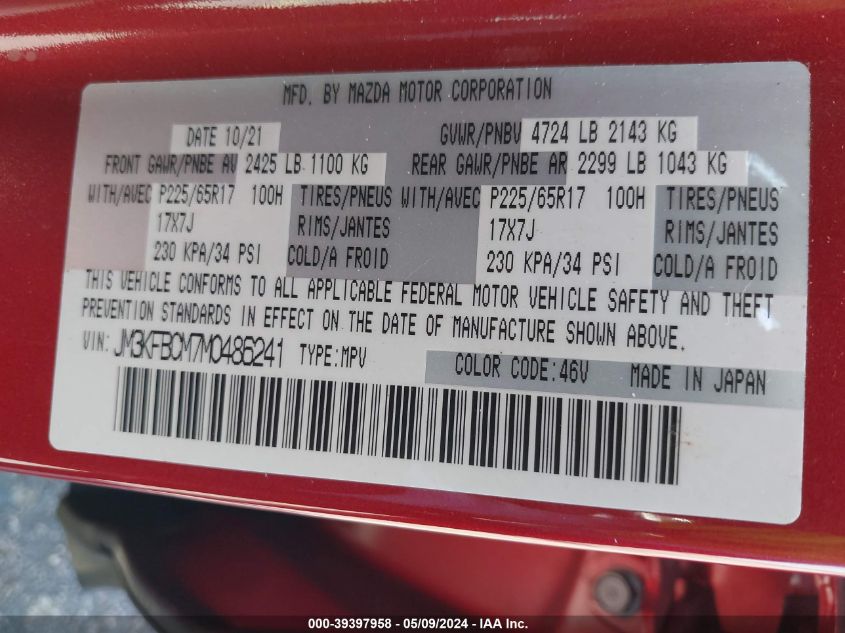 MFD. BY MAZDA MOTOR CORPORATION
DATE 10/21 GVWR/PNBV 4724 LB 2143 KG
FRONT GAWR/PNBE AV 2425 LB 1100 KG REAR GAWR/PNBE AR 2299 LB 1043 KG
WITH/AVEC P225/65R17 100H TIRES/PNEUS WITH/AVEC P225/65R17 100H TIRES/PNEUS
17X7J RIMS/JANTES 17X7J RIMS/JANTES
230 KPA/34 PSI COLD/A FROID 230 KPA/34 PSI COLD/A FROID
THIS VEHICLE CONFORMS TO ALL APPLICABLE FEDERAL MOTOR VEHICLE SAFETY AND THEFT
PREVENTION STANDARDS IN EFFECT ON THE DATE OF MANUFACTURE SHOWN ABOVE.
VIN: JM3KFBCM7M0485241 TYPE:MPV COLOR CODE:46V MADE IN JAPAN
000-39397958 - 05/09/2024 - IAA Inc.